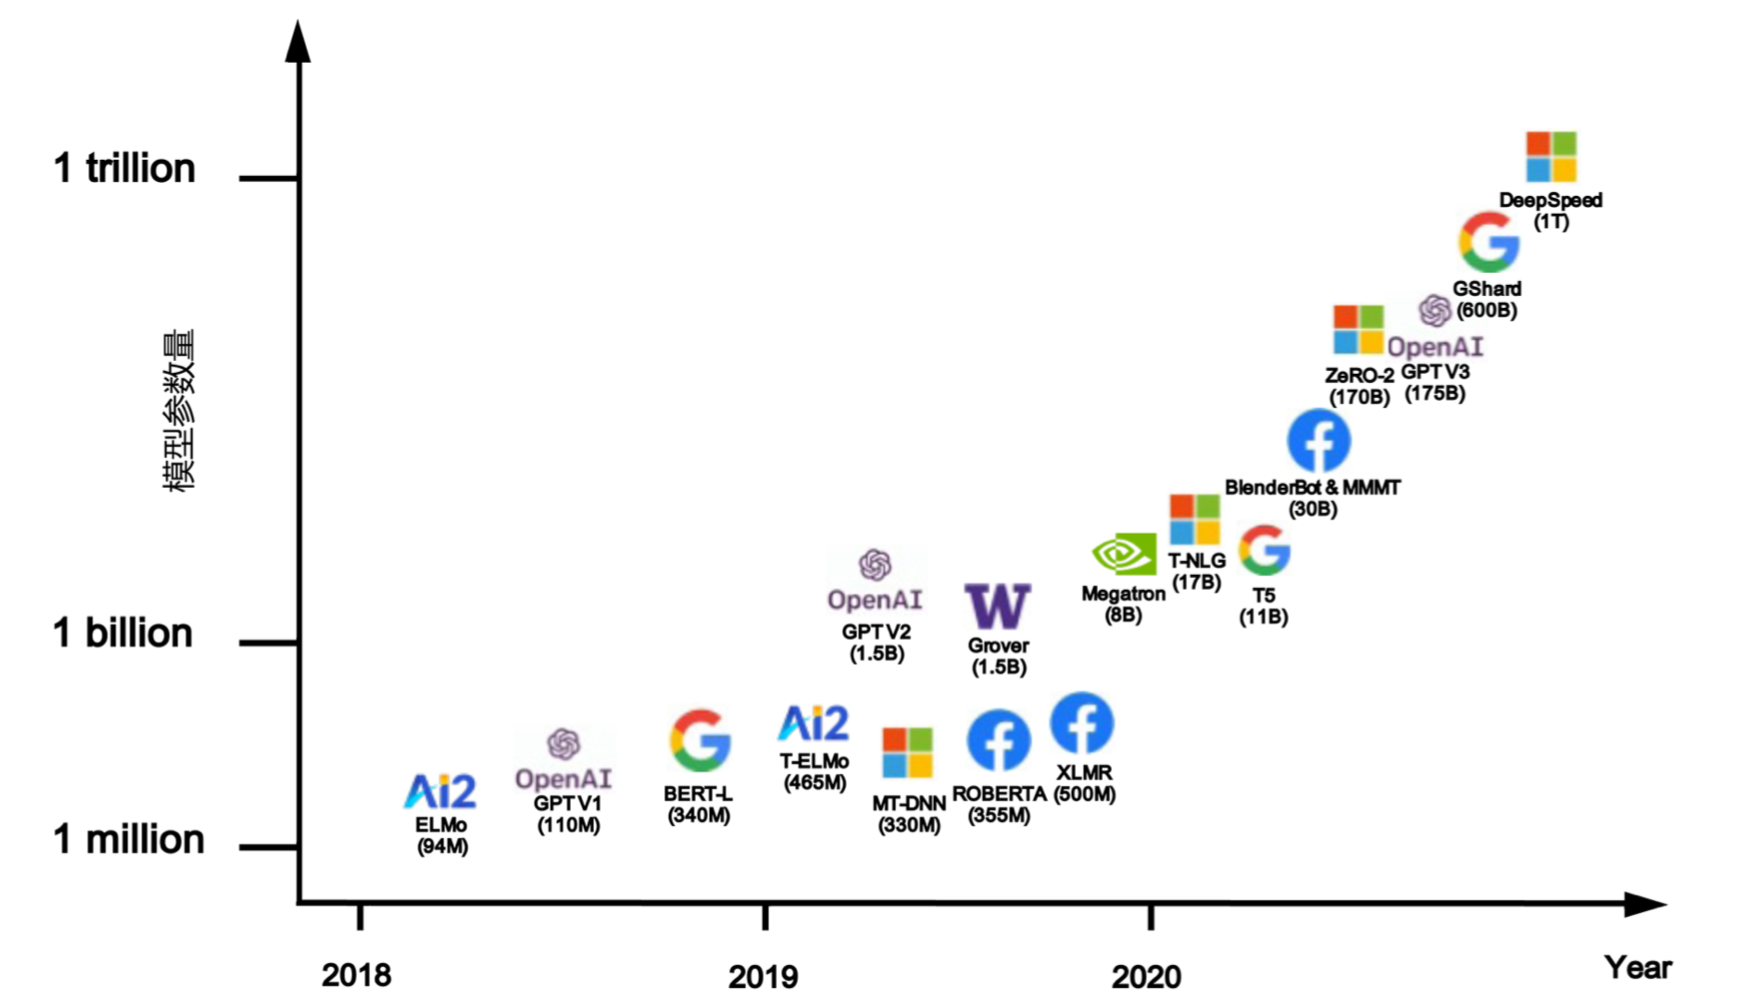 1 trillion
1 billion
1 million
模型参数量
DeepSpeed
(1T)
GShard
(600B)
OpenAI
ZeRO-2
(170B)
GPT V3
(175B)
BlenderBot & MMMT
(30B)
T-NLG
(17B)
T5
(11B)
Megatron
(8B)
OpenAI
GPT V2
(1.5B)
W
Grover
(1.5B)
Ai2
ELMo
(94M)
OpenAI
GPT V1
(110M)
BERT-L
(340M)
Ai2
T-ELMo
(465M)
MT-DNN
(330M)
ROBERTA
(355M)
XLMR
(500M)
2018
2019
2020
Year